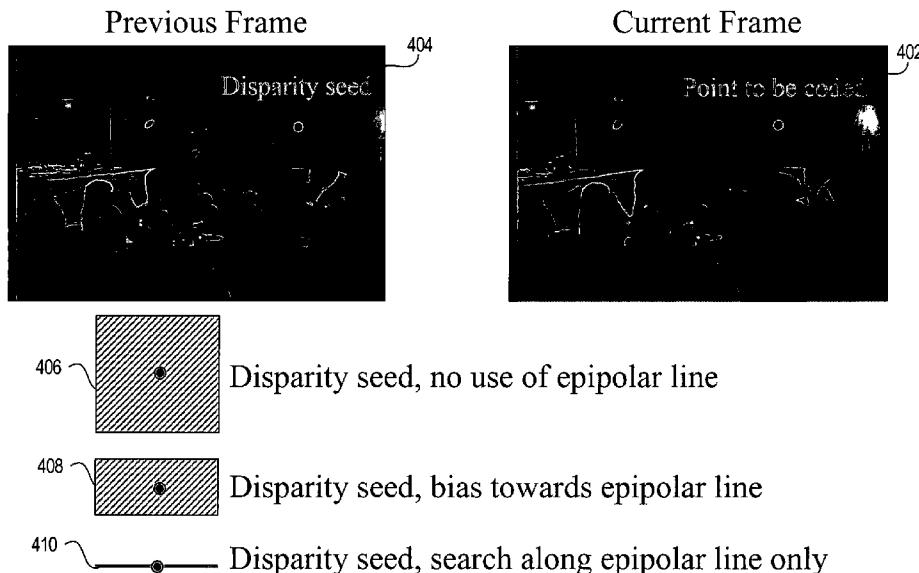 Previous Frame
Current Frame
404
402
Disparity seed
Point to be coded
406
Disparity seed, no use of epipolar line
408
Disparity seed, bias towards epipolar line
410
Disparity seed, search along epipolar line only